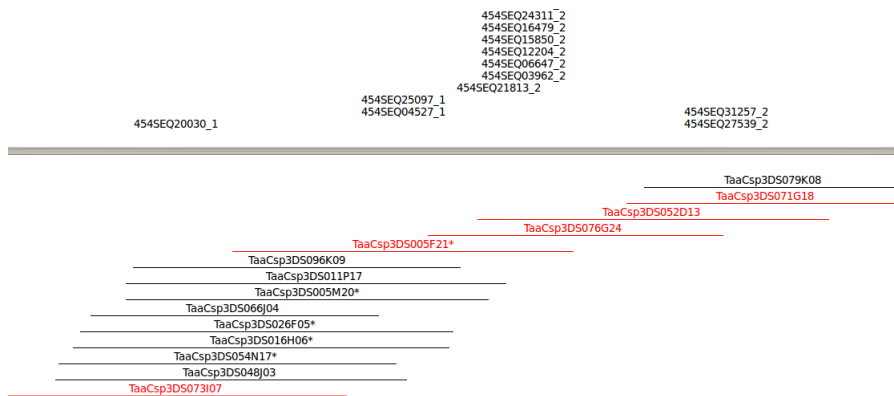 454SEQ24311_2
454SEQ16479_2
454SEQ15850_2
454SEQ12204_2
454SEQ06647_2
454SEQ03962_2
454SEQ21813_2
454SEQ25097_1
454SEQ04527_1 454SEQ31257_2
454SEQ20030_1 454SEQ27539_2
TaaCsp3DS079K08
TaaCsp3DS071G18
TaaCsp3DS052D13
TaaCsp3DS076G24
TaaCsp3DS005F21*
TaaCsp3DS096K09
TaaCsp3DS011P17
TaaCsp3DS005M20*
TaaCsp3DS066J04
TaaCsp3DS026F05*
TaaCsp3DS016H06*
TaaCsp3DS054N17*
TaaCsp3DS048J03
TaaCsp3DS073I07